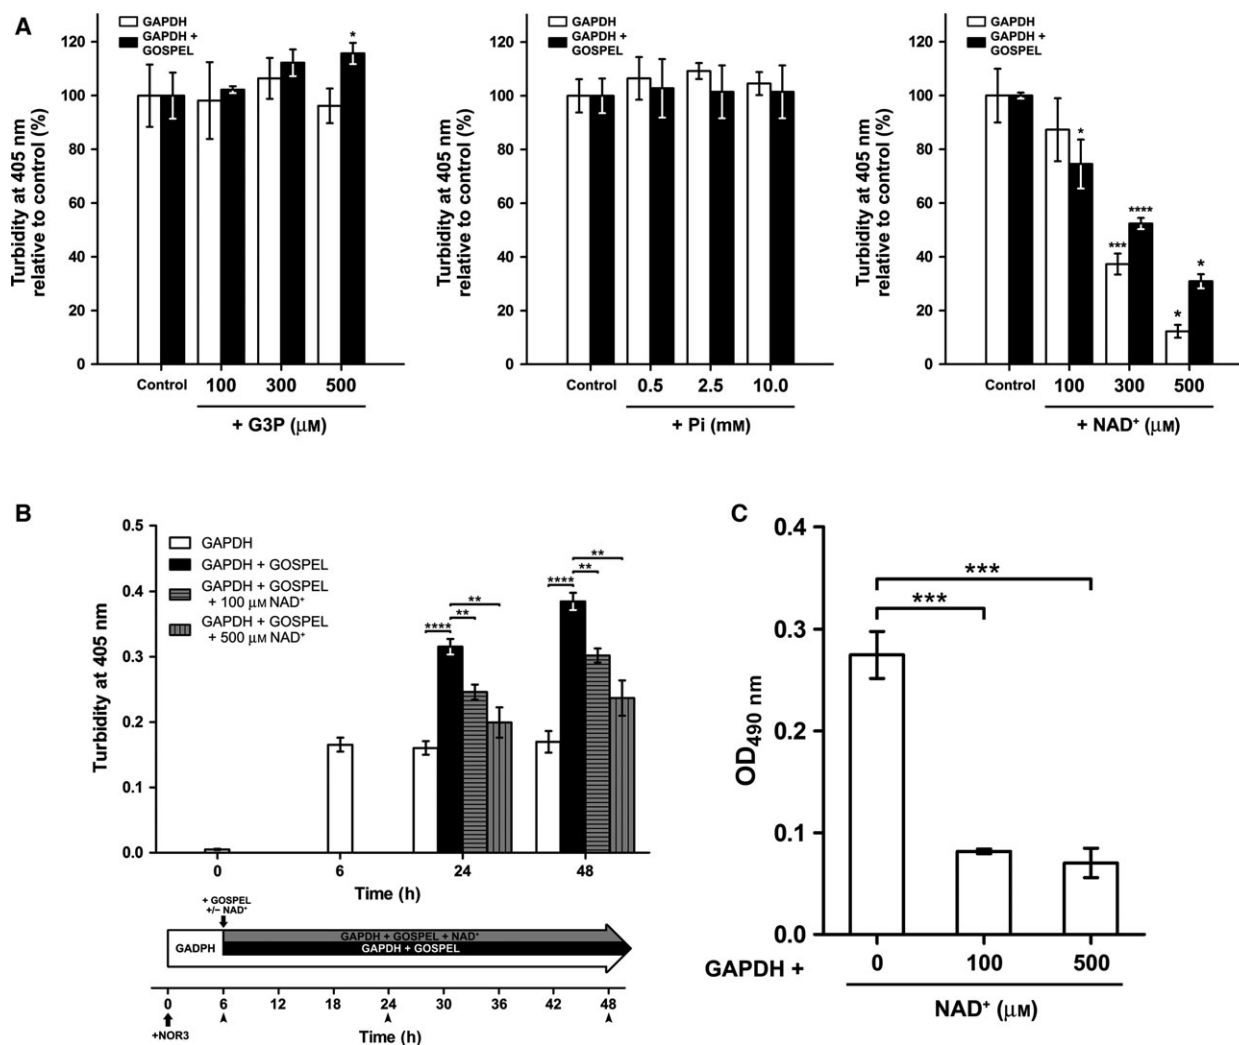 A
GAPDH
GAPDH +
GOSPEL
*
120
100
80
60
40
20
0
Turbidity at 405 nm
relative to control (%)
Control
100
300
500
+ G3P (μM)
GAPDH
GAPDH +
GOSPEL
120
100
80
60
40
20
0
Turbidity at 405 nm
relative to control (%)
Control
0.5
2.5
10.0
+ Pi (mM)
GAPDH
GAPDH +
GOSPEL
120
100
80
60
40
20
0
Turbidity at 405 nm
relative to control (%)
*
***
****
*
*
Control
100
300
500
+ NAD⁺ (μM)
B
0.5
0.4
0.3
0.2
0.1
0.0
Turbidity at 405 nm
GAPDH
GAPDH + GOSPEL
GAPDH + GOSPEL
+ 100 μM NAD⁺
GAPDH + GOSPEL
+ 500 μM NAD⁺
**
**
****
**
**
****
0
6
24
48
Time (h)
+ GOSPEL
+/− NAD⁺
GADPH
GAPDH + GOSPEL + NAD⁺
GAPDH + GOSPEL
0
6
12
18
24
30
36
42
48
+NOR3
Time (h)
C
0.4
0.3
0.2
0.1
0.0
OD490 nm
***
***
GAPDH +
0
100
500
NAD⁺ (μM)